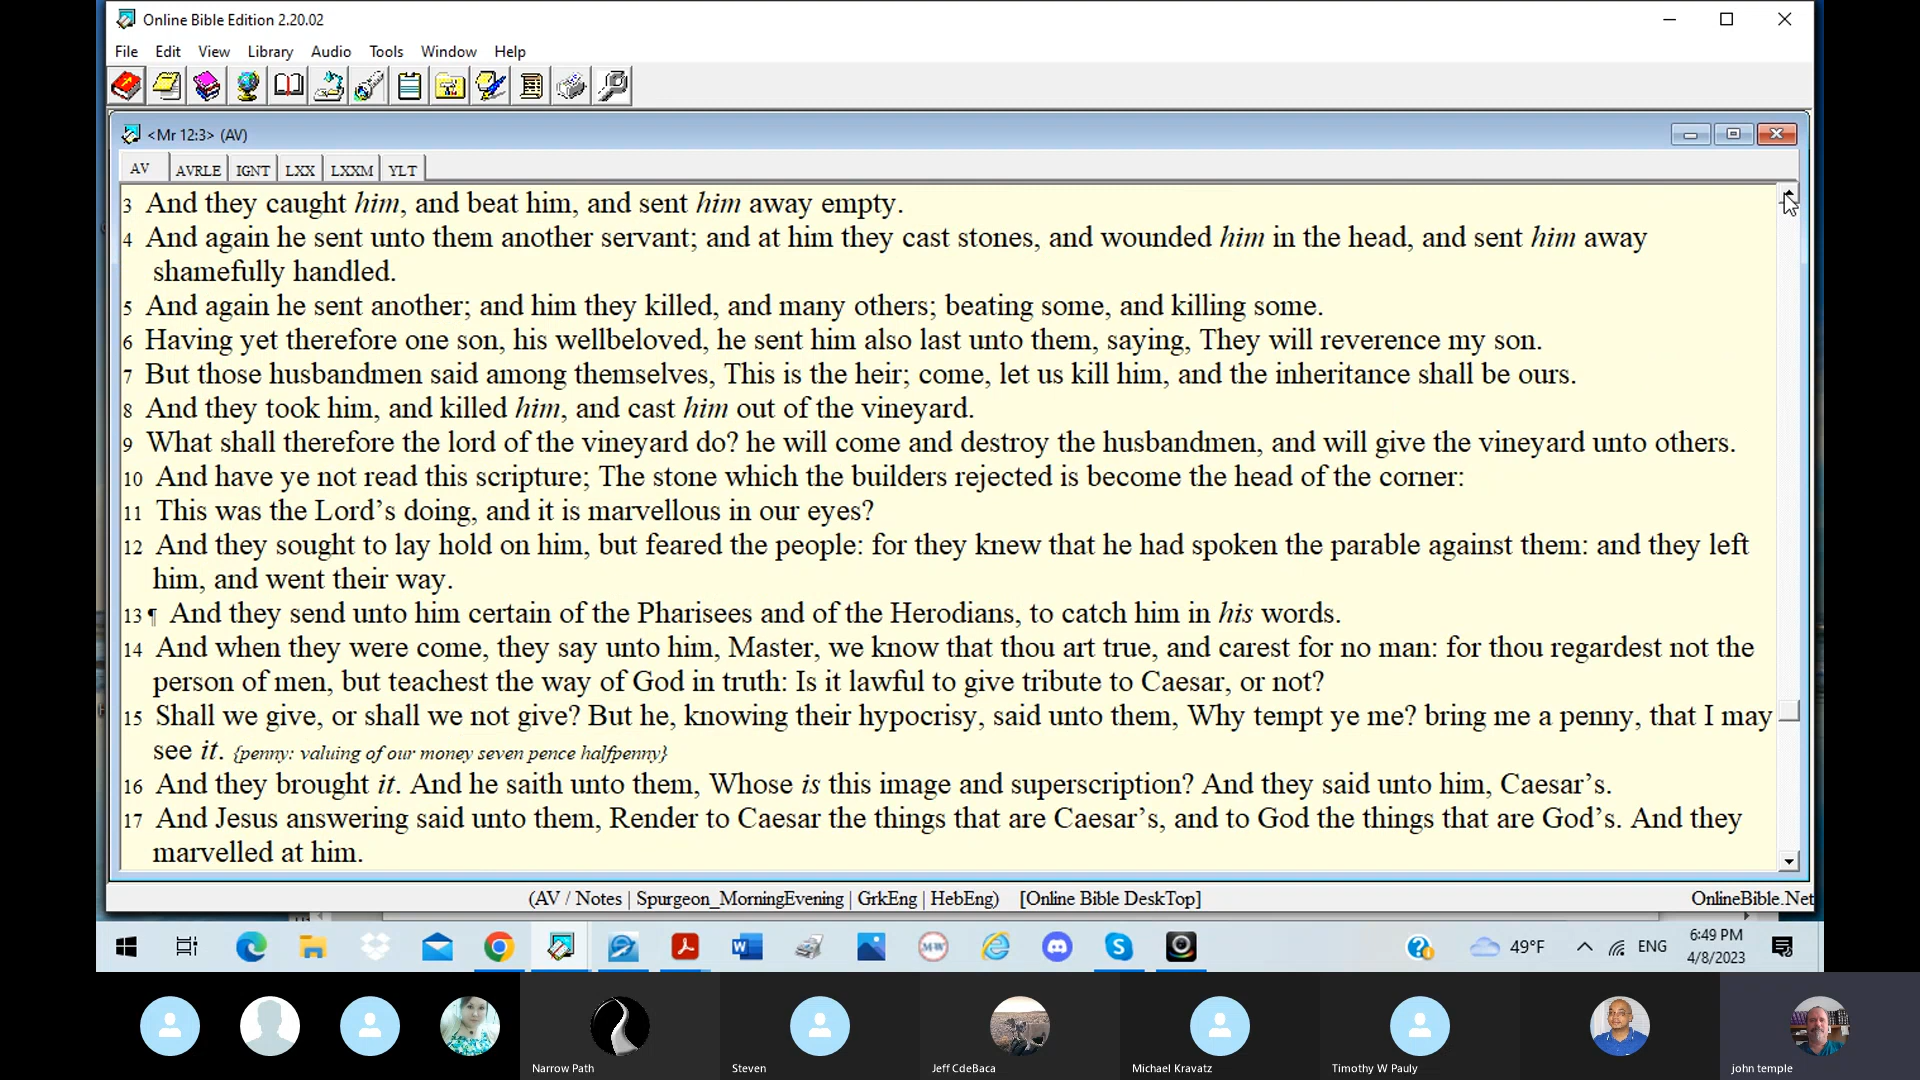 Online Bible Edition 2.20.02
File Edit View Library Audio Tools Window Help
<Mr 12:3> (AV)
AV AVRLE IGNT LXX LXXM YLT
3 And they caught him, and beat him, and sent him away empty.
4 And again he sent unto them another servant; and at him they cast stones, and wounded him in the head, and sent him away
shamefully handled.
5 And again he sent another; and him they killed, and many others; beating some, and killing some.
6 Having yet therefore one son, his wellbeloved, he sent him also last unto them, saying, They will reverence my son.
7 But those husbandmen said among themselves, This is the heir; come, let us kill him, and the inheritance shall be ours.
8 And they took him, and killed him, and cast him out of the vineyard.
9 What shall therefore the lord of the vineyard do? he will come and destroy the husbandmen, and will give the vineyard unto others.
10 And have ye not read this scripture; The stone which the builders rejected is become the head of the corner:
11 This was the Lord’s doing, and it is marvellous in our eyes?
12 And they sought to lay hold on him, but feared the people: for they knew that he had spoken the parable against them: and they left
him, and went their way.
13 ¶ And they send unto him certain of the Pharisees and of the Herodians, to catch him in his words.
14 And when they were come, they say unto him, Master, we know that thou art true, and carest for no man: for thou regardest not the
person of men, but teachest the way of God in truth: Is it lawful to give tribute to Caesar, or not?
15 Shall we give, or shall we not give? But he, knowing their hypocrisy, said unto them, Why tempt ye me? bring me a penny, that I may
see it. {penny: valuing of our money seven pence halfpenny}
16 And they brought it. And he saith unto them, Whose is this image and superscription? And they said unto him, Caesar’s.
17 And Jesus answering said unto them, Render to Caesar the things that are Caesar’s, and to God the things that are God’s. And they
marvelled at him.
(AV / Notes | Spurgeon_MorningEvening | GrkEng | HebEng) [Online Bible DeskTop] OnlineBible.Net
49°F ENG 6:49 PM
4/8/2023
Narrow Path Steven Jeff CdeBaca Michael Kravatz Timothy W Pauly john temple